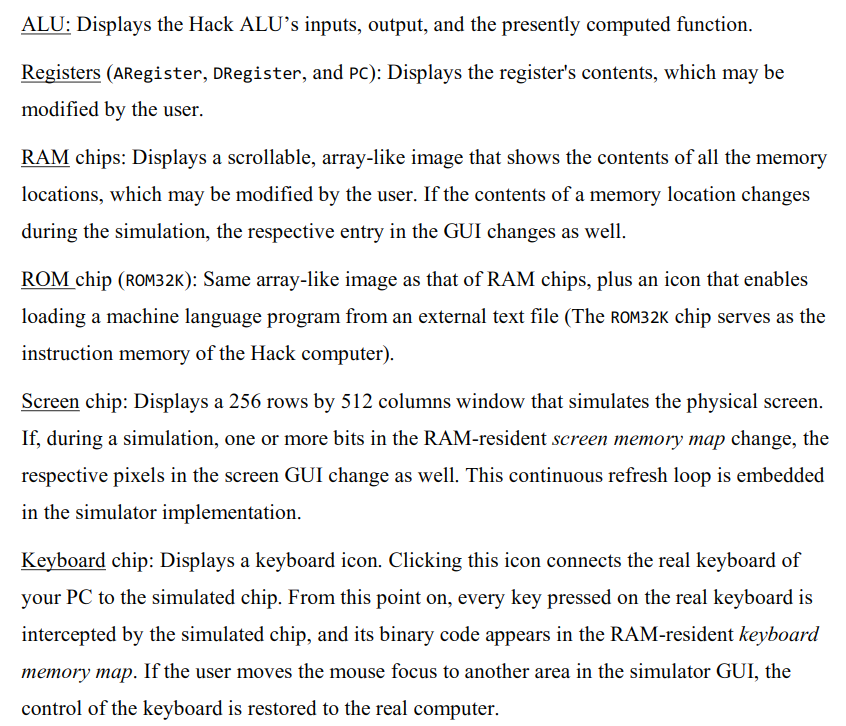 ALU: Displays the Hack ALU’s inputs, output, and the presently computed function.
Registers (ARegister, DRegister, and PC): Displays the register's contents, which may be
modified by the user.
RAM chips: Displays a scrollable, array-like image that shows the contents of all the memory
locations, which may be modified by the user. If the contents of a memory location changes
during the simulation, the respective entry in the GUI changes as well.
ROM chip (ROM32K): Same array-like image as that of RAM chips, plus an icon that enables
loading a machine language program from an external text file (The ROM32K chip serves as the
instruction memory of the Hack computer).
Screen chip: Displays a 256 rows by 512 columns window that simulates the physical screen.
If, during a simulation, one or more bits in the RAM-resident screen memory map change, the
respective pixels in the screen GUI change as well. This continuous refresh loop is embedded
in the simulator implementation.
Keyboard chip: Displays a keyboard icon. Clicking this icon connects the real keyboard of
your PC to the simulated chip. From this point on, every key pressed on the real keyboard is
intercepted by the simulated chip, and its binary code appears in the RAM-resident keyboard
memory map. If the user moves the mouse focus to another area in the simulator GUI, the
control of the keyboard is restored to the real computer.